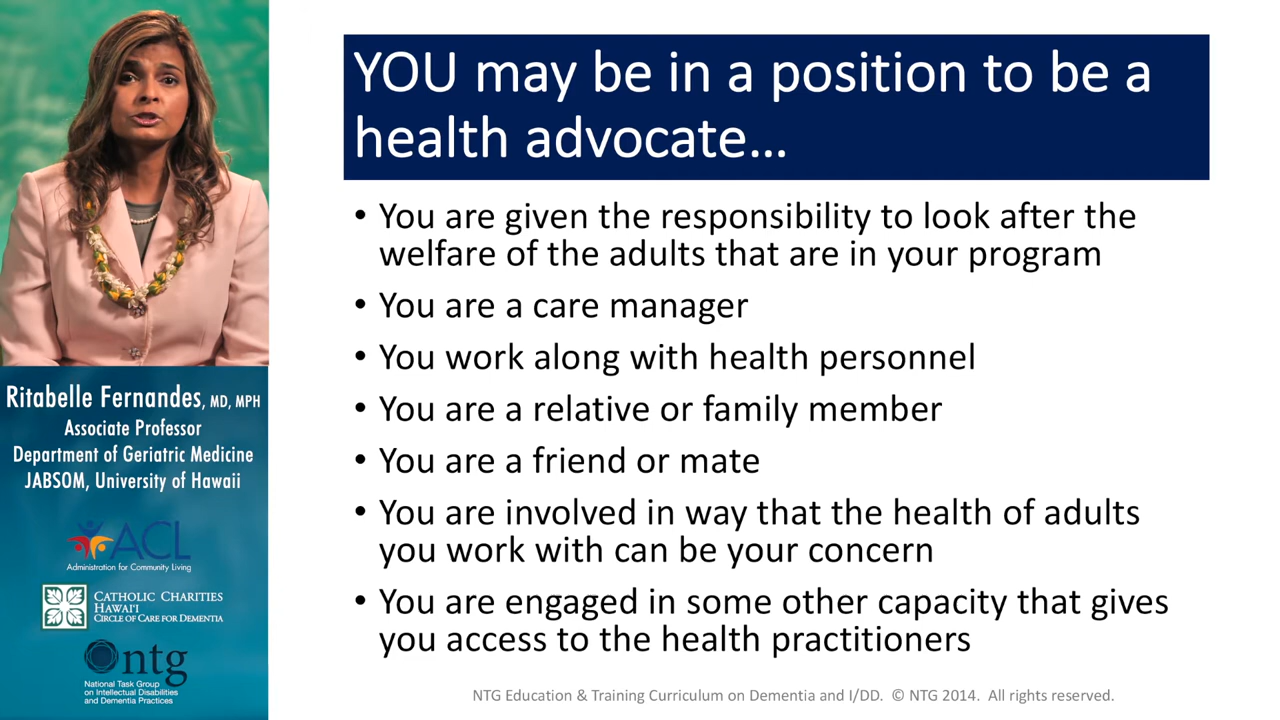 YOU may be in a position to be a
health advocate...
• You are given the responsibility to look after the
welfare of the adults that are in your program
• You are a care manager
• You work along with health personnel
• You are a relative or family member
• You are a friend or mate
• You are involved in way that the health of adults
you work with can be your concern
• You are engaged in some other capacity that gives
you access to the health practitioners
NTG Education & Training Curriculum on Dementia and I/DD. © NTG 2014. All rights reserved.
Ritabelle Fernandes, MD, MPH
Associate Professor
Department of Geriatric Medicine
JABSOM, University of Hawaii
ACL
Administration for Community Living
CATHOLIC CHARITIES
HAWAI‘I
CIRCLE OF CARE FOR DEMENTIA
ntg
National Task Group
on Intellectual Disabilities
and Dementia Practices